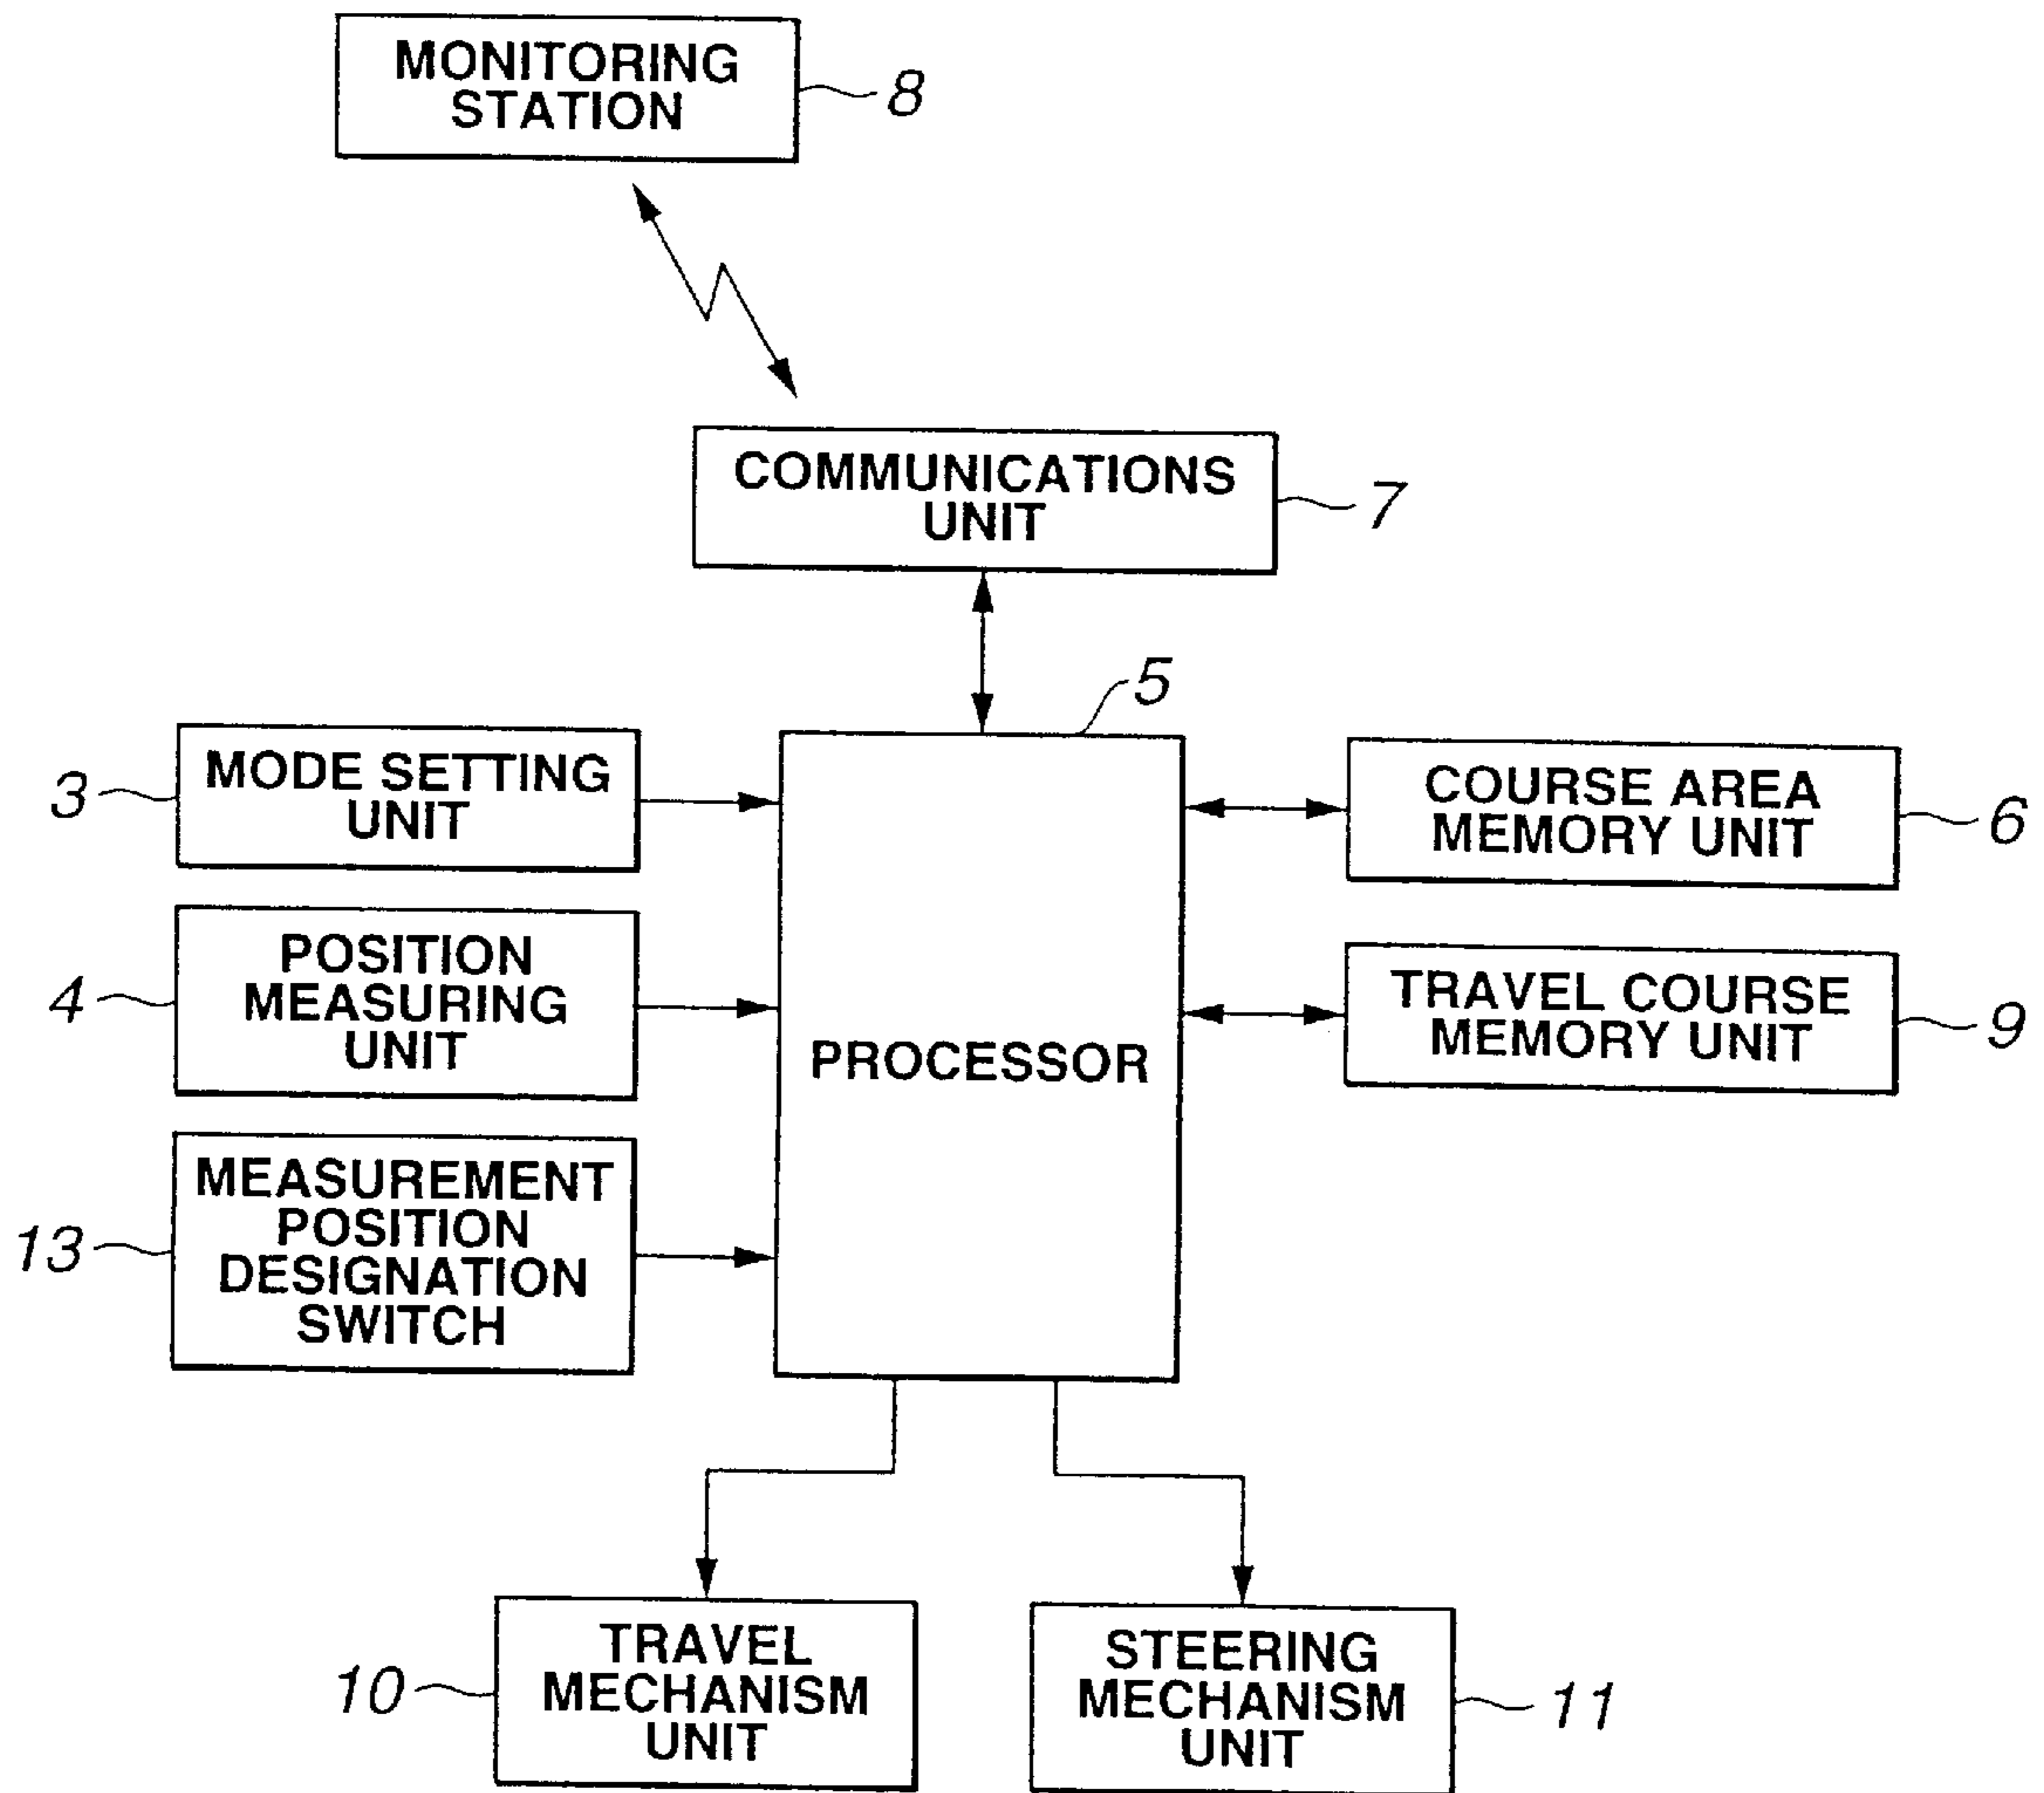 MONITORING
STATION
8
COMMUNICATIONS
UNIT
7
5
MODE SETTING
UNIT
3
POSITION
MEASURING
UNIT
4
MEASUREMENT
POSITION
DESIGNATION
SWITCH
13
PROCESSOR
COURSE AREA
MEMORY UNIT
6
TRAVEL COURSE
MEMORY UNIT
9
TRAVEL
MECHANISM
UNIT
10
STEERING
MECHANISM
UNIT
11